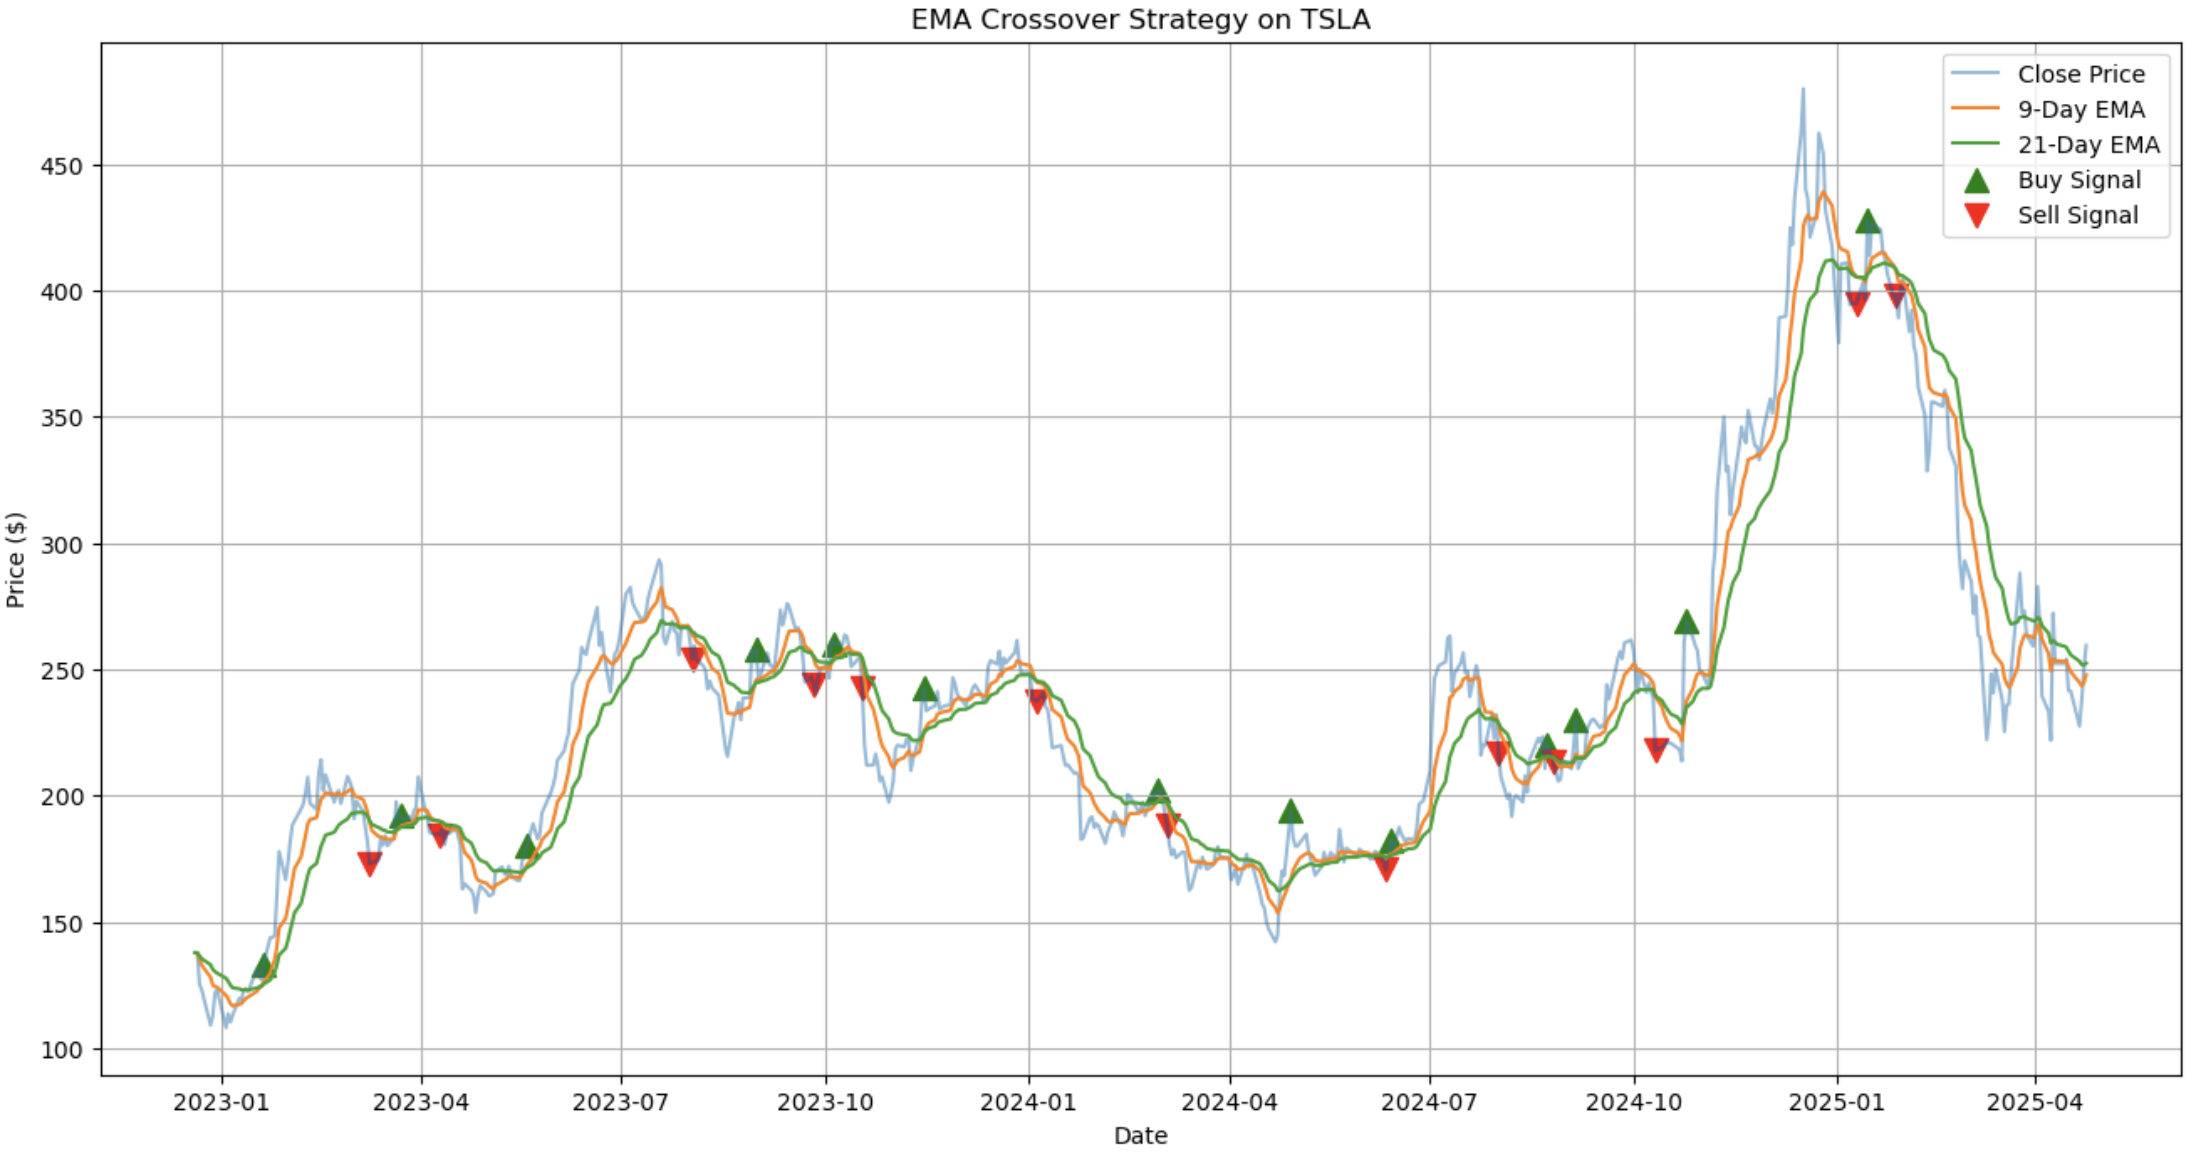 EMA Crossover Strategy on TSLA
Close Price
9-Day EMA
21-Day EMA
Buy Signal
Sell Signal
Price ($)
450
400
350
300
250
200
150
100
2023-01
2023-04
2023-07
2023-10
2024-01
2024-04
2024-07
2024-10
2025-01
2025-04
Date